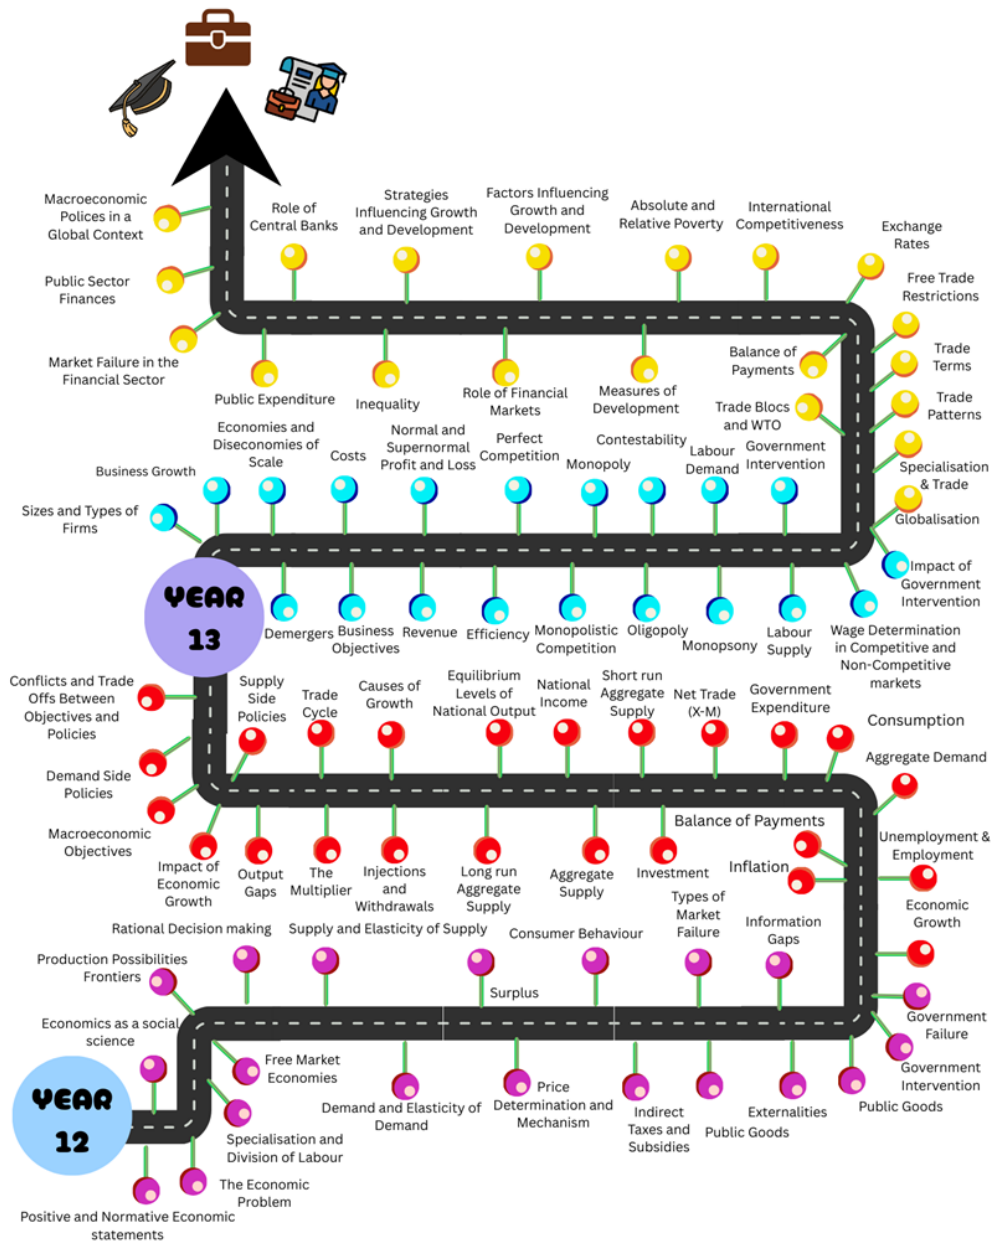 Macroeconomic
Polices in a
Global Context
Role of
Central Banks
Strategies
Influencing Growth
and Development
Factors Influencing
Growth and
Development
Absolute and
Relative Poverty
International
Competitiveness
Exchange
Rates
Public Sector
Finances
Free Trade
Restrictions
Market Failure in the
Financial Sector
Balance of
Payments
Trade
Terms
Public Expenditure
Inequality
Role of Financial
Markets
Measures of
Development
Trade Blocs
and WTO
Trade
Patterns
Business Growth
Economies and
Diseconomies of
Scale
Costs
Normal and
Supernormal
Profit and Loss
Perfect
Competition
Monopoly
Contestability
Labour
Demand
Government
Intervention
Specialisation
& Trade
Sizes and Types of
Firms
Globalisation
Impact of
Government
Intervention
YEAR
13
Demergers
Business
Objectives
Revenue
Efficiency
Monopolistic
Competition
Oligopoly
Monopsony
Labour
Supply
Wage Determination
in Competitive and
Non-Competitive
markets
Conflicts and Trade
Offs Between
Objectives and
Policies
Supply
Side
Policies
Trade
Cycle
Causes of
Growth
Equilibrium
Levels of
National Output
National
Income
Short run
Aggregate
Supply
Net Trade
(X-M)
Government
Expenditure
Consumption
Aggregate Demand
Demand Side
Policies
Macroeconomic
Objectives
Impact of
Economic
Growth
Output
Gaps
The
Multiplier
Injections
and
Withdrawals
Long run
Aggregate
Supply
Aggregate
Supply
Investment
Balance of Payments
Inflation
Unemployment &
Employment
Economic
Growth
Rational Decision making
Supply and Elasticity of Supply
Consumer Behaviour
Types of
Market
Failure
Information
Gaps
Production Possibilities
Frontiers
Surplus
Government
Failure
Economics as a social
science
Free Market
Economies
Government
Intervention
YEAR
12
Specialisation and
Division of Labour
Demand and Elasticity of
Demand
Price
Determination and
Mechanism
Indirect
Taxes and
Subsidies
Public Goods
Externalities
Public Goods
The Economic
Problem
Positive and Normative Economic
statements